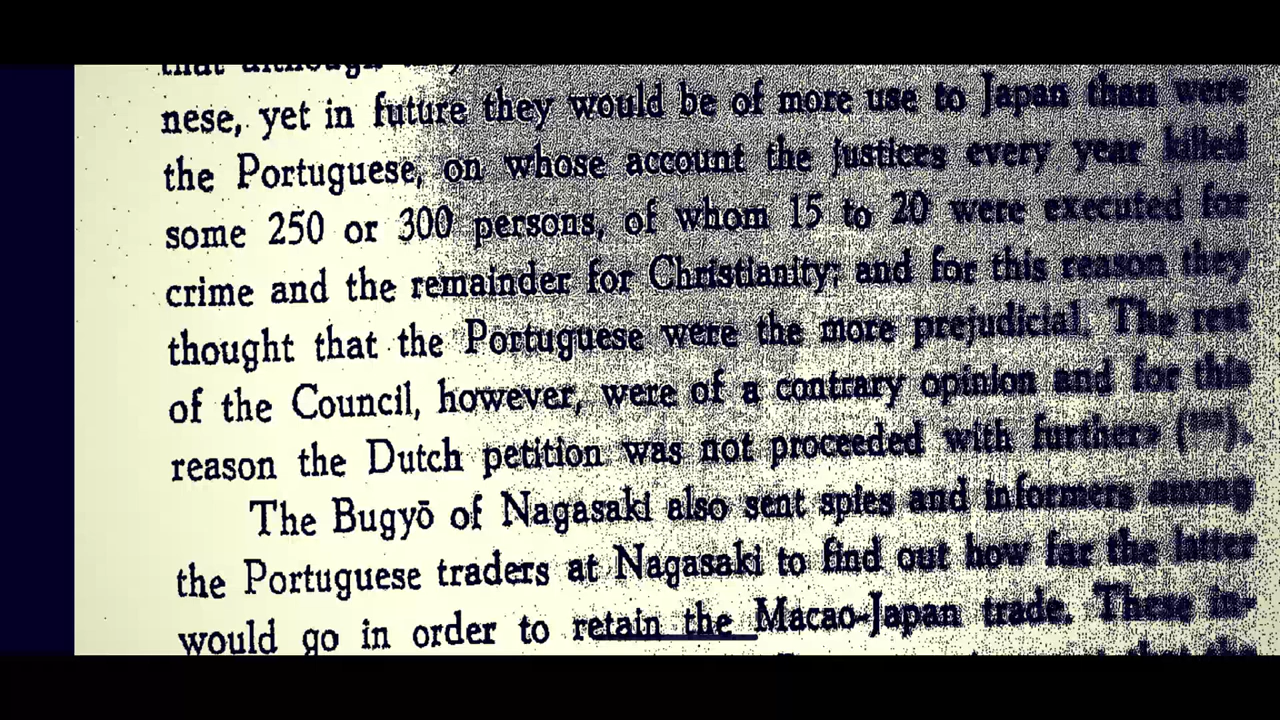 that although
nese, yet in future they would be of more use to Japan than were
the Portuguese, on whose account the justices every year killed
some 250 or 300 persons, of whom 15 to 20 were executed for
crime and the remainder for Christianity; and for this reason they
thought that the Portuguese were the more prejudicial. The rest
of the Council, however, were of a contrary opinion and for this
reason the Dutch petition was not proceeded with further» ( ).
The Bugyō of Nagasaki also sent spies and informers among
the Portuguese traders at Nagasaki to find out how far the latter
would go in order to retain the Macao-Japan trade. These in-